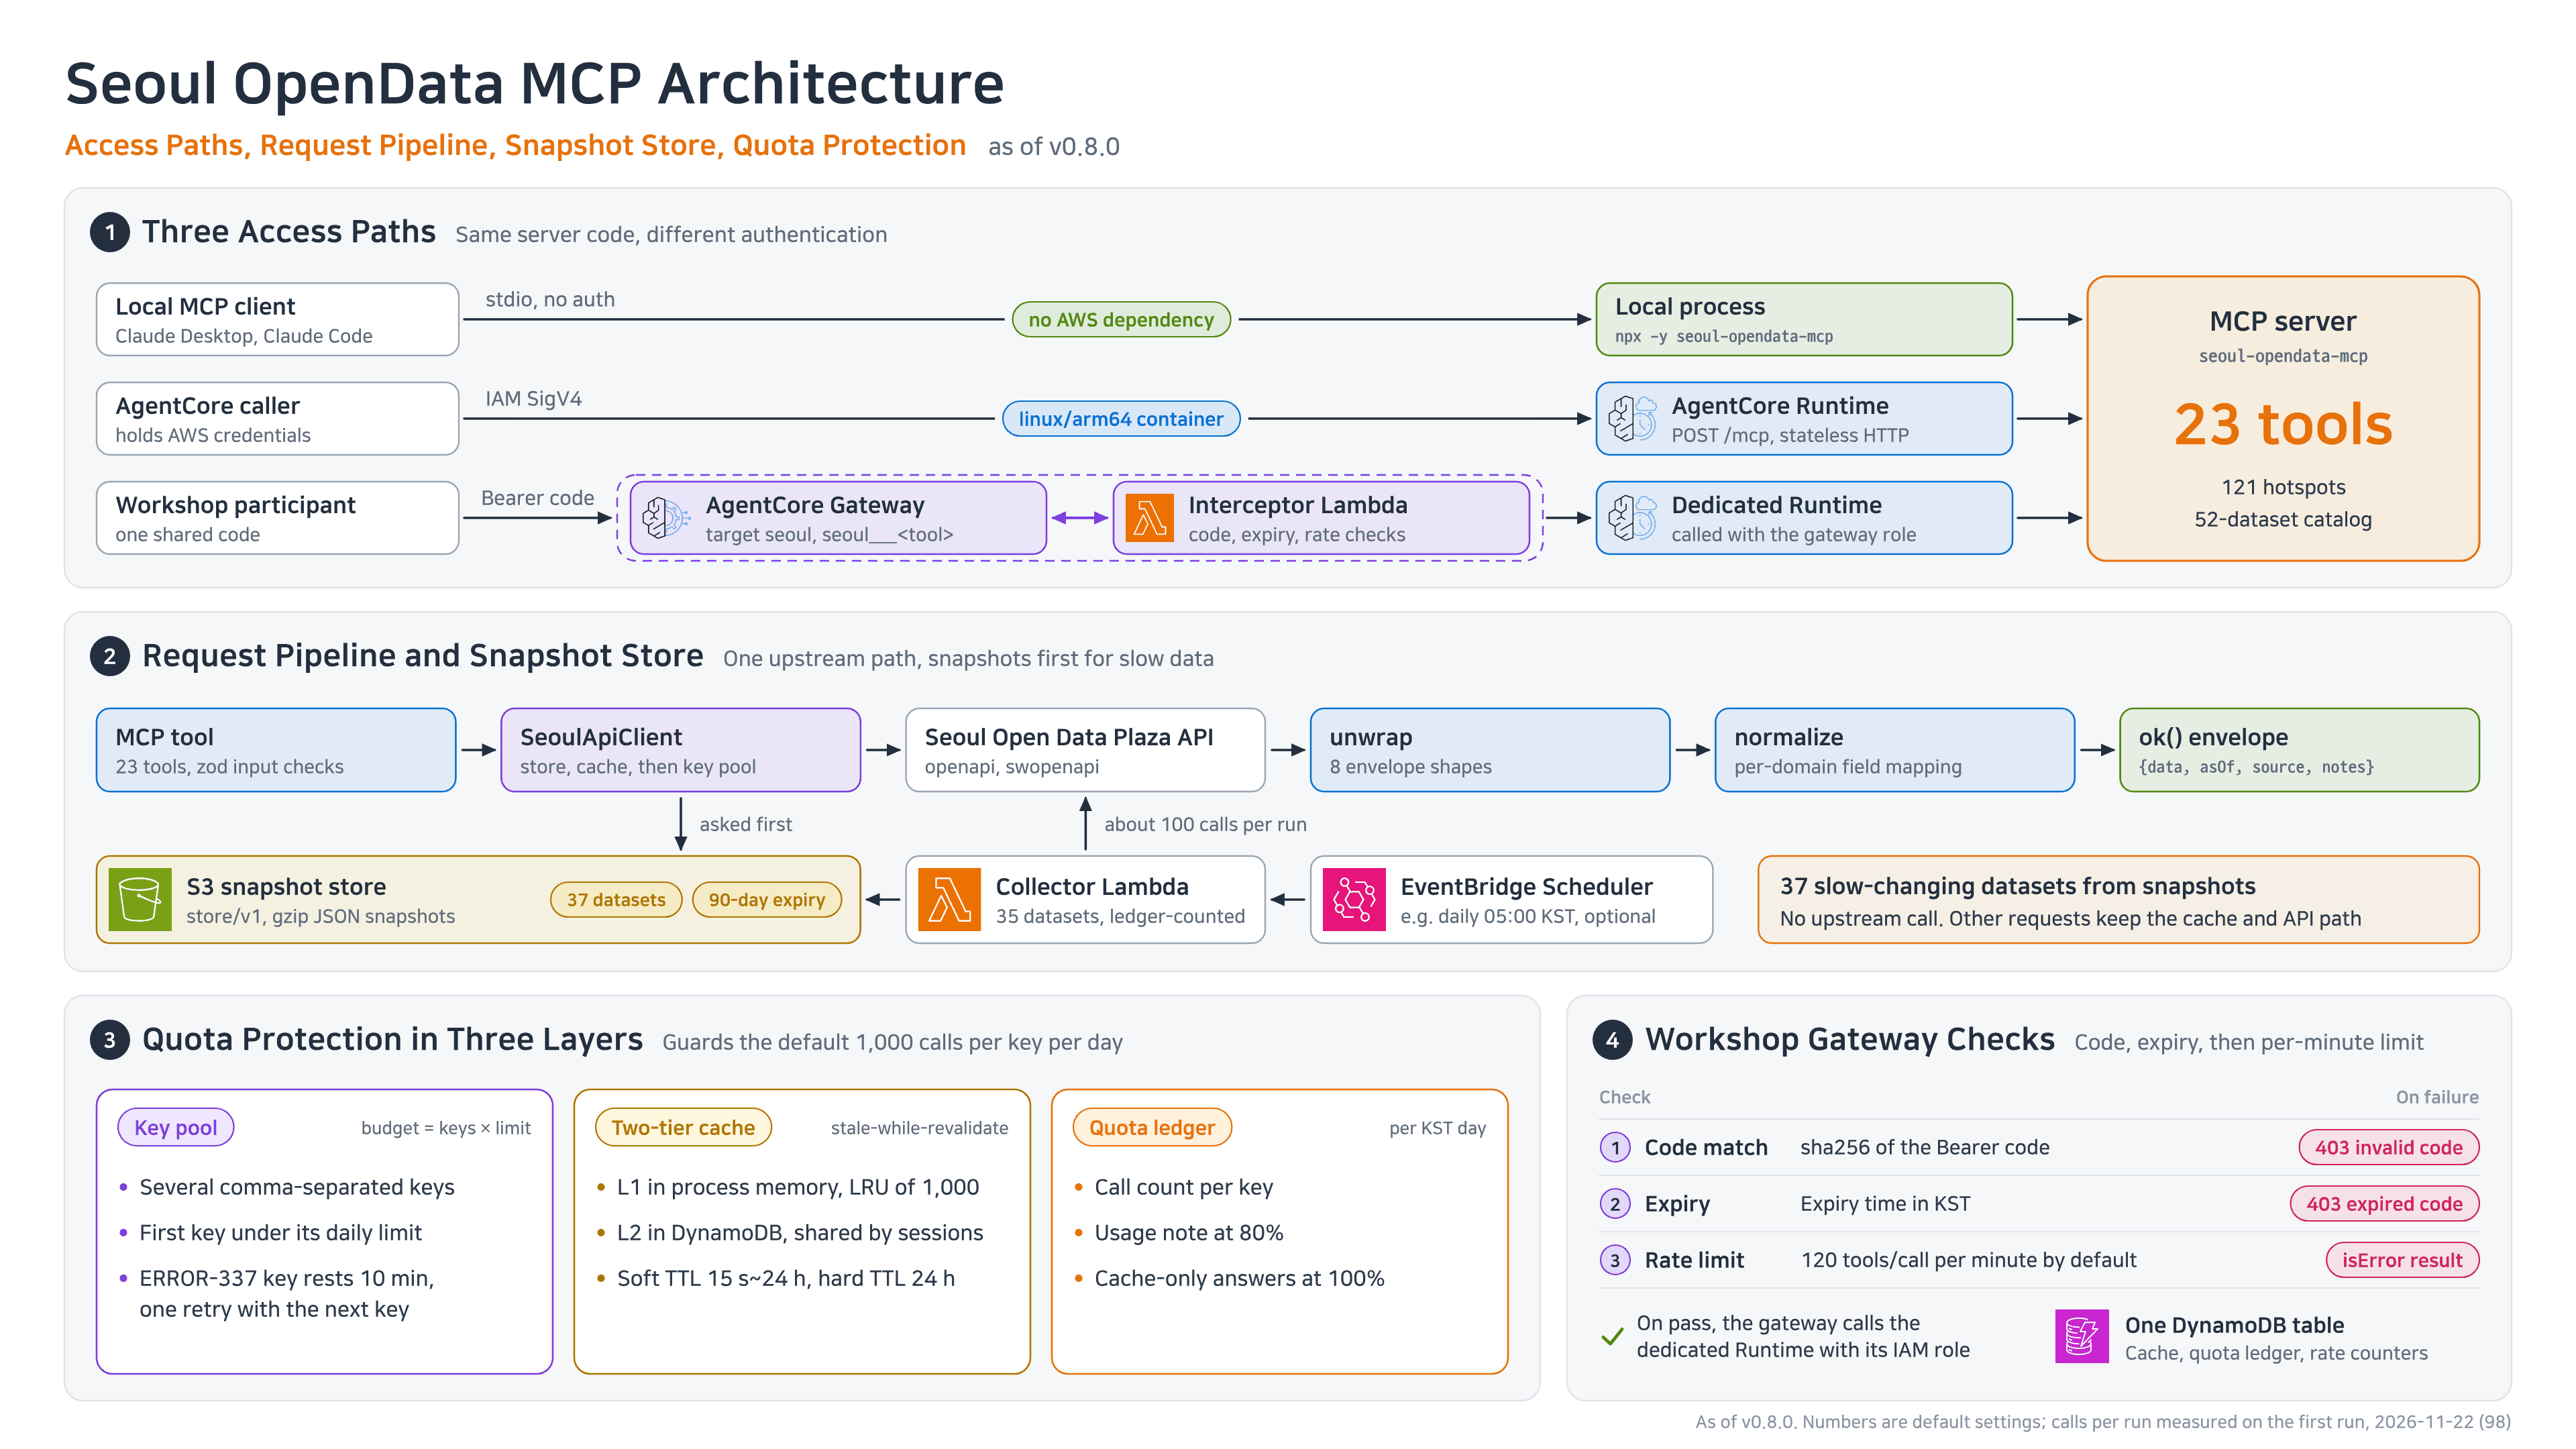 Seoul OpenData MCP Architecture
Access Paths, Request Pipeline, Snapshot Store, Quota Protection as of v0.8.0
1 Three Access Paths Same server code, different authentication
Local MCP client
Claude Desktop, Claude Code
stdio, no auth
no AWS dependency
Local process
npx -y seoul-opendata-mcp
AgentCore caller
holds AWS credentials
IAM SigV4
linux/arm64 container
AgentCore Runtime
POST /mcp, stateless HTTP
Workshop participant
one shared code
Bearer code
AgentCore Gateway
target seoul, seoul___<tool>
Interceptor Lambda
code, expiry, rate checks
Dedicated Runtime
called with the gateway role
MCP server
seoul-opendata-mcp
23 tools
121 hotspots
52-dataset catalog
2 Request Pipeline and Snapshot Store One upstream path, snapshots first for slow data
MCP tool
23 tools, zod input checks
SeoulApiClient
store, cache, then key pool
Seoul Open Data Plaza API
openapi, swopenapi
unwrap
8 envelope shapes
normalize
per-domain field mapping
ok() envelope
{data, asOf, source, notes}
asked first
about 100 calls per run
S3 snapshot store
store/v1, gzip JSON snapshots
37 datasets
90-day expiry
Collector Lambda
35 datasets, ledger-counted
EventBridge Scheduler
e.g. daily 05:00 KST, optional
37 slow-changing datasets from snapshots
No upstream call. Other requests keep the cache and API path
3 Quota Protection in Three Layers Guards the default 1,000 calls per key per day
Key pool budget = keys × limit
• Several comma-separated keys
• First key under its daily limit
• ERROR-337 key rests 10 min,
one retry with the next key
Two-tier cache stale-while-revalidate
• L1 in process memory, LRU of 1,000
• L2 in DynamoDB, shared by sessions
• Soft TTL 15 s~24 h, hard TTL 24 h
Quota ledger per KST day
• Call count per key
• Usage note at 80%
• Cache-only answers at 100%
4 Workshop Gateway Checks Code, expiry, then per-minute limit
Check On failure
1 Code match sha256 of the Bearer code 403 invalid code
2 Expiry Expiry time in KST 403 expired code
3 Rate limit 120 tools/call per minute by default isError result
On pass, the gateway calls the
dedicated Runtime with its IAM role
One DynamoDB table
Cache, quota ledger, rate counters
As of v0.8.0. Numbers are default settings; calls per run measured on the first run, 2026-11-22 (98)